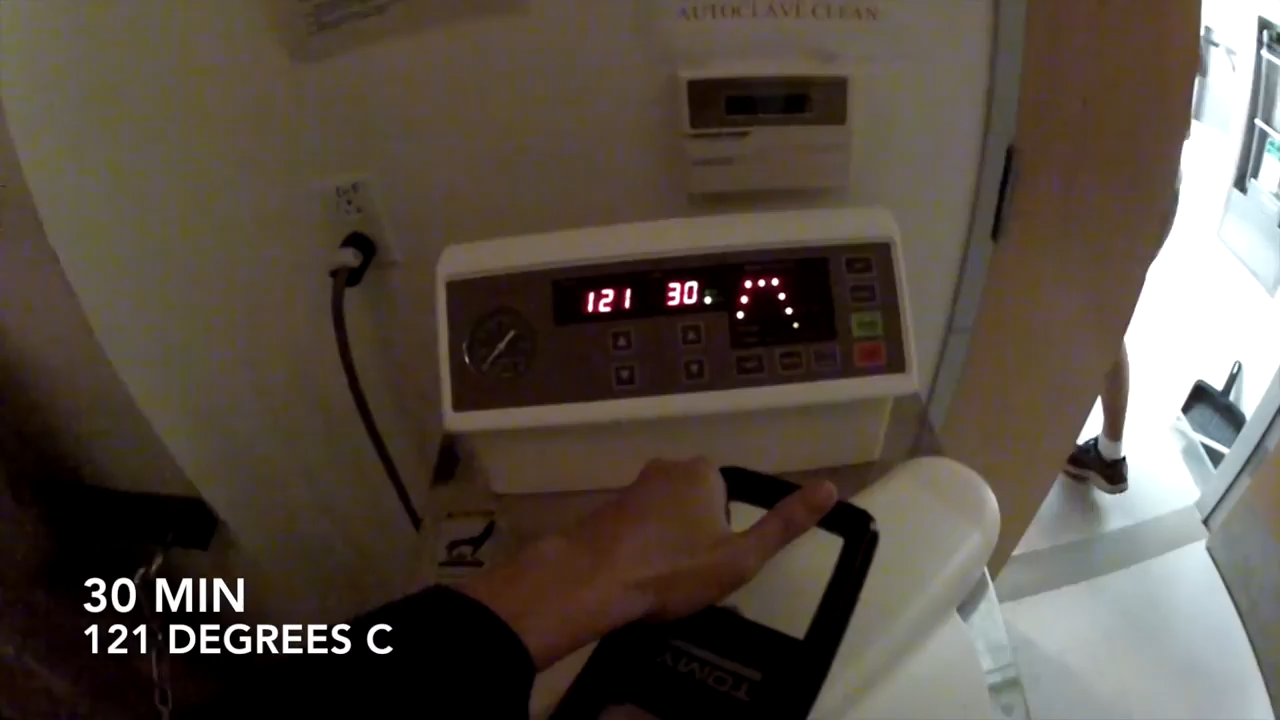 AUTOCLAVE CLEAN
121 30
TOMY
30 MIN
121 DEGREES C